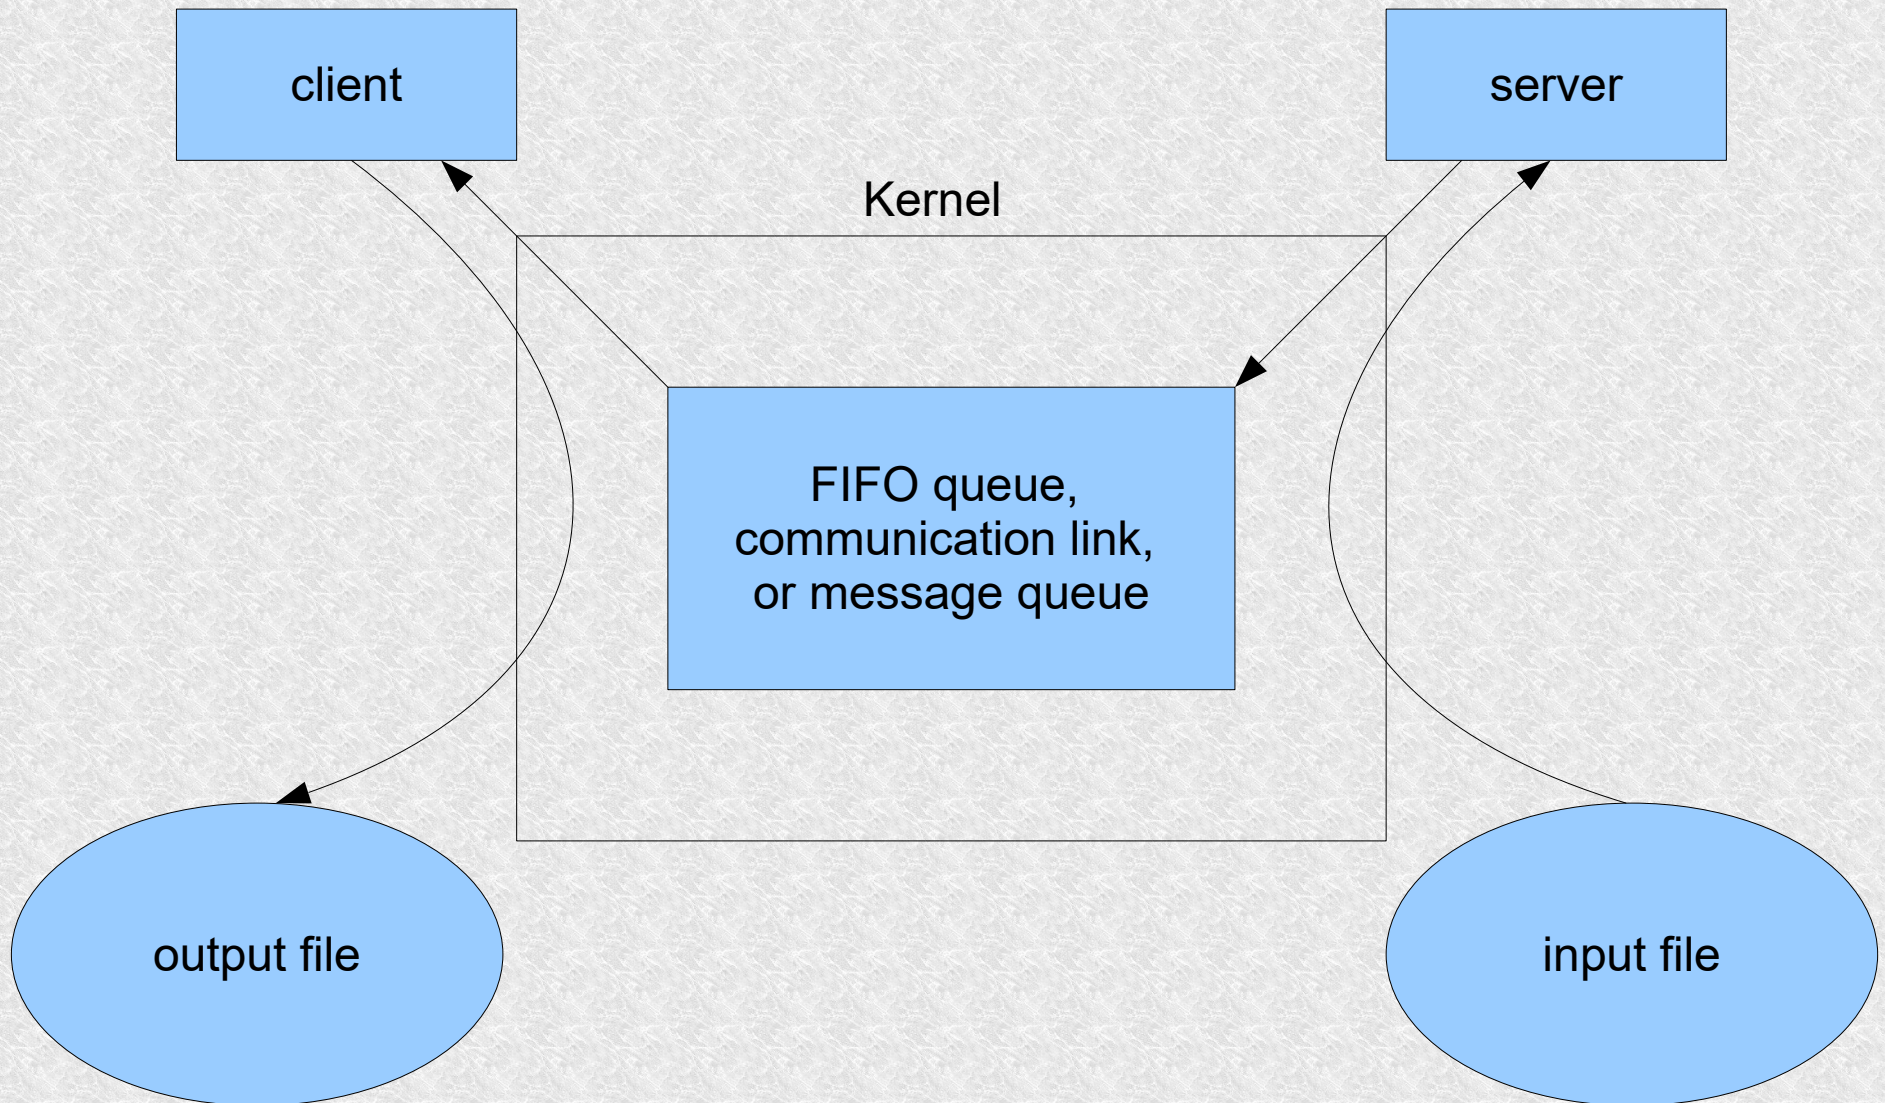 client
server
Kernel
FIFO queue,
communication link,
or message queue
output file
input file